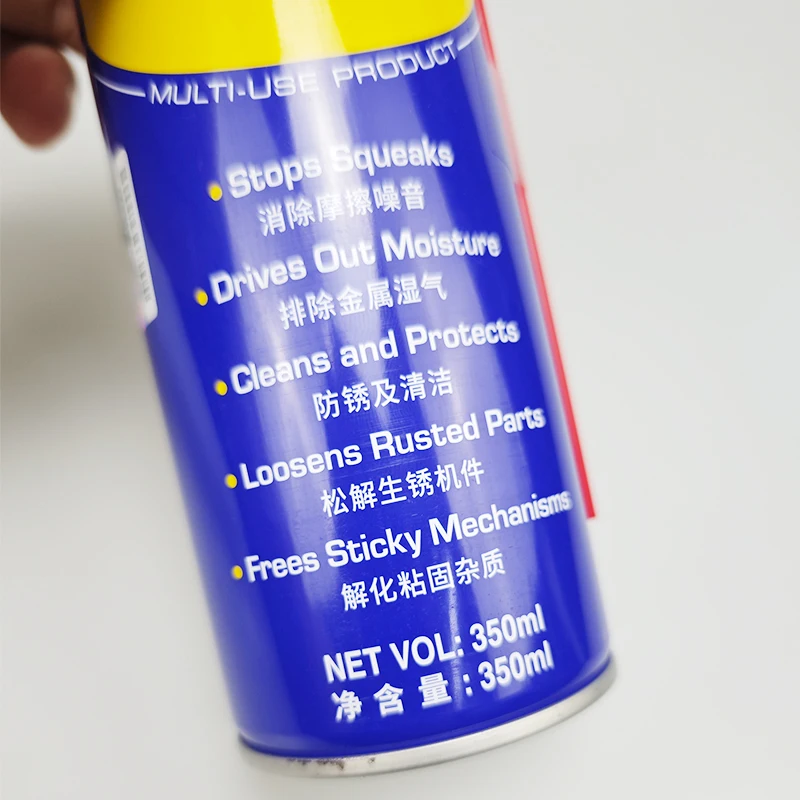 MULTI-USE PRODUCT
• Stops Squeaks
消除摩擦噪音
• Drives Out Moisture
排除金属湿气
• Cleans and Protects
防锈及清洁
• Loosens Rusted Parts
松解生锈机件
• Frees Sticky Mechanisms
解化粘固杂质
NET VOL: 350ml
净含量:350ml